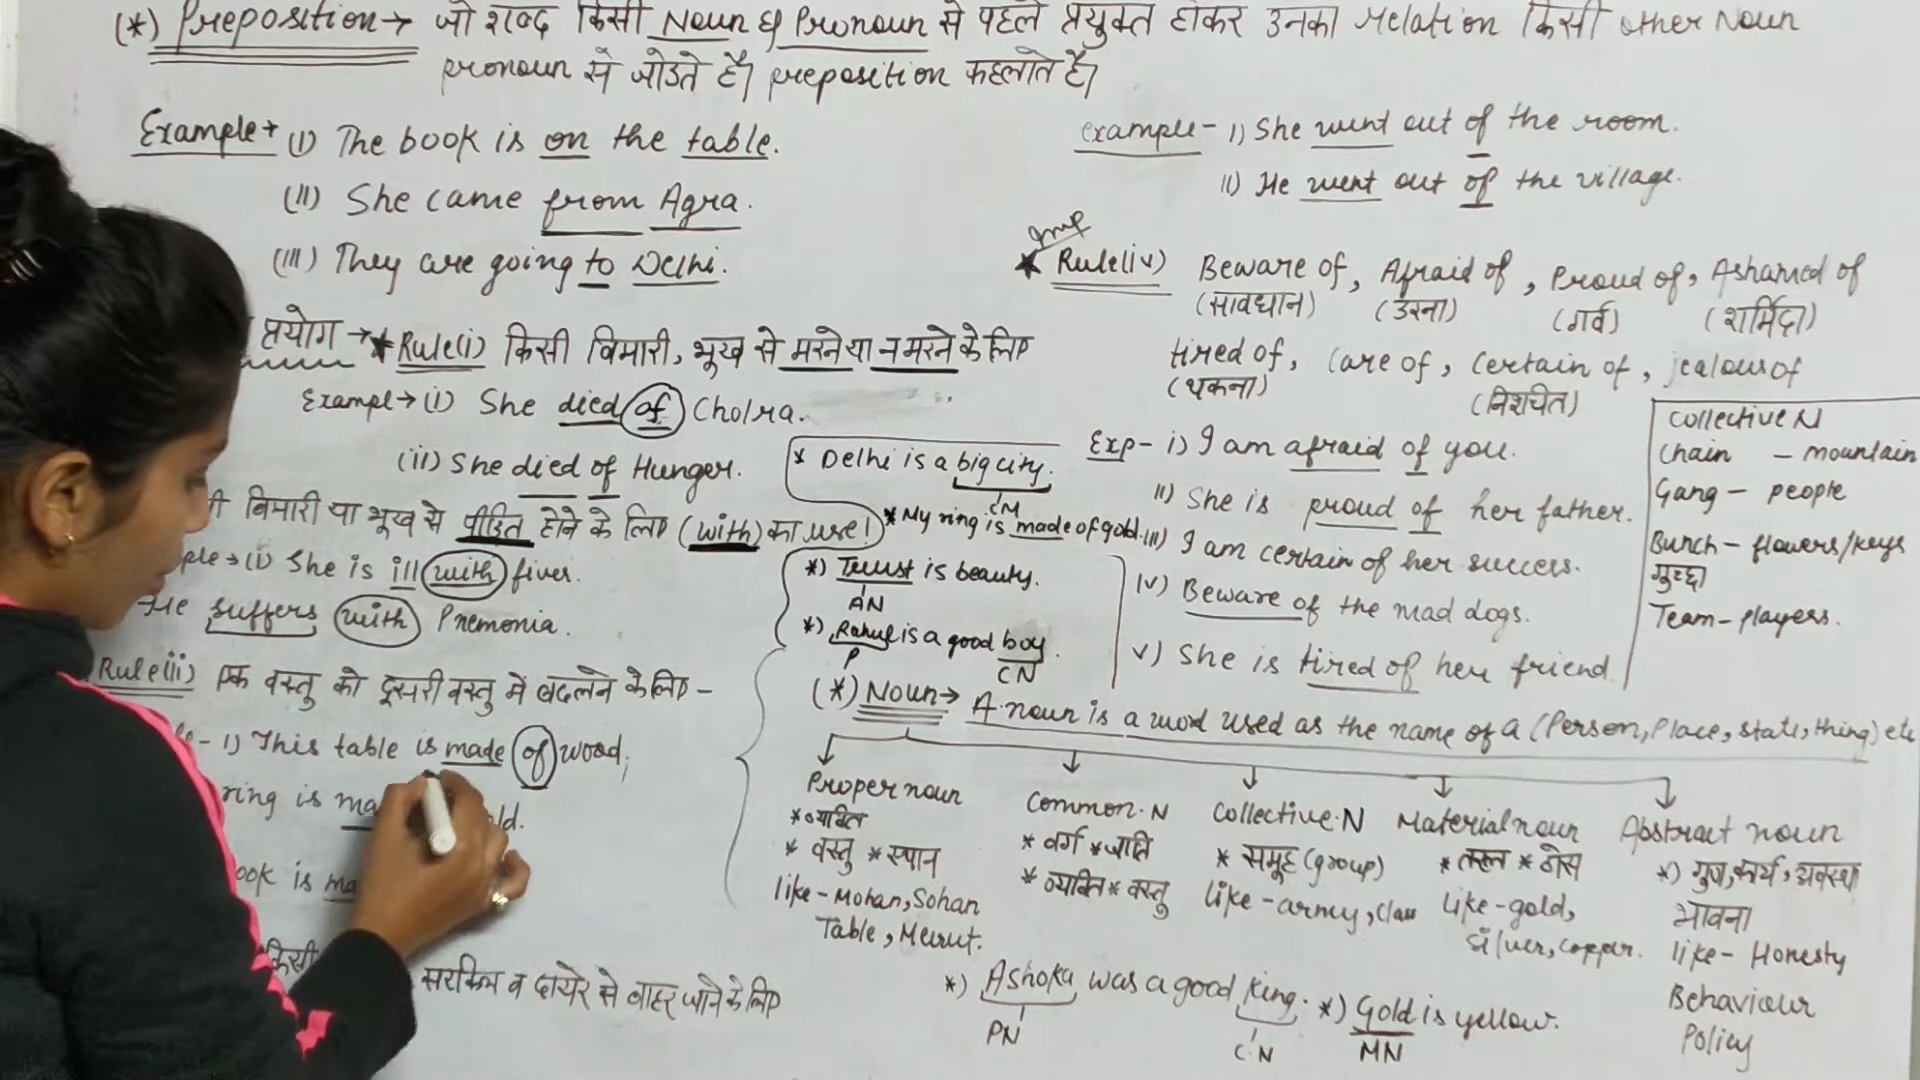 (*) Preposition → जो शब्द किसी Noun & Pronoun से पहले प्रयुक्त होकर उनका relation किसी other Noun
pronoun से जोडते है। preposition कहलाते है।
Example → (i) The book is on the table.
(ii) She came from Agra.
(iii) They are going to Delhi.
प्रयोग → * Rule(i) किसी बिमारी, भूख से मरने या न मरने के लिए
Exampl → (i) She died of Cholra.
(ii) She died of Hunger.
बिमारी या भूख से पीडित होने के लिए (with) का use!
ple → (i) She is ill with fiver.
He suffers with Pnemonia.
Rule(iii) एक वस्तु को दूसरी वस्तु में बदलने के लिए -
- 1) This table is made of wood,
ring is ma ld.
ook is ma
किसी सरकिल व दायरे से बाहर जाने के लिए
example - 1) She went out of the room.
ii) He went out of the village.
Imp
* Rule(iv) Beware of, Afraid of, Proud of, Ashamed of
(सावधान) (डरना) (गर्व) (शर्मिंदा)
tired of, Care of, Certain of, jealous of
(थकना) (निशचित)
Exp - i) I am afraid of you.
ii) She is proud of her father.
iii) I am certain of her success.
iv) Beware of the mad dogs.
v) She is tired of her friend
Collective N
Chain - mountain
Gang - people
Bunch - flowers/keys
गुच्छा
Team - players.
* Delhi is a big city.
CM
* My ring is made of gold.
*) Trust is beauty.
AN
*) Rahul is a good boy.
P CN
(*) Noun → A noun is a word used as the name of a (Person, Place, state, thing) etc
Proper noun
* व्यक्ति
* वस्तु * स्थान
like - Mohan, Sohan
Table, Meerut.
Common. N
* वर्ग * जाति
* व्यक्ति * वस्तु
Collective. N
* समूह (group)
like - army, Class
Material noun
* तरल * ठोस
like - gold,
Silver, copper.
Abstract noun
*) गुण, कार्य, अवस्था
भावना
like - Honesty
Behaviour
Policy
*) Ashoka was a good king.
PN C'N
*) Gold is yellow.
MN